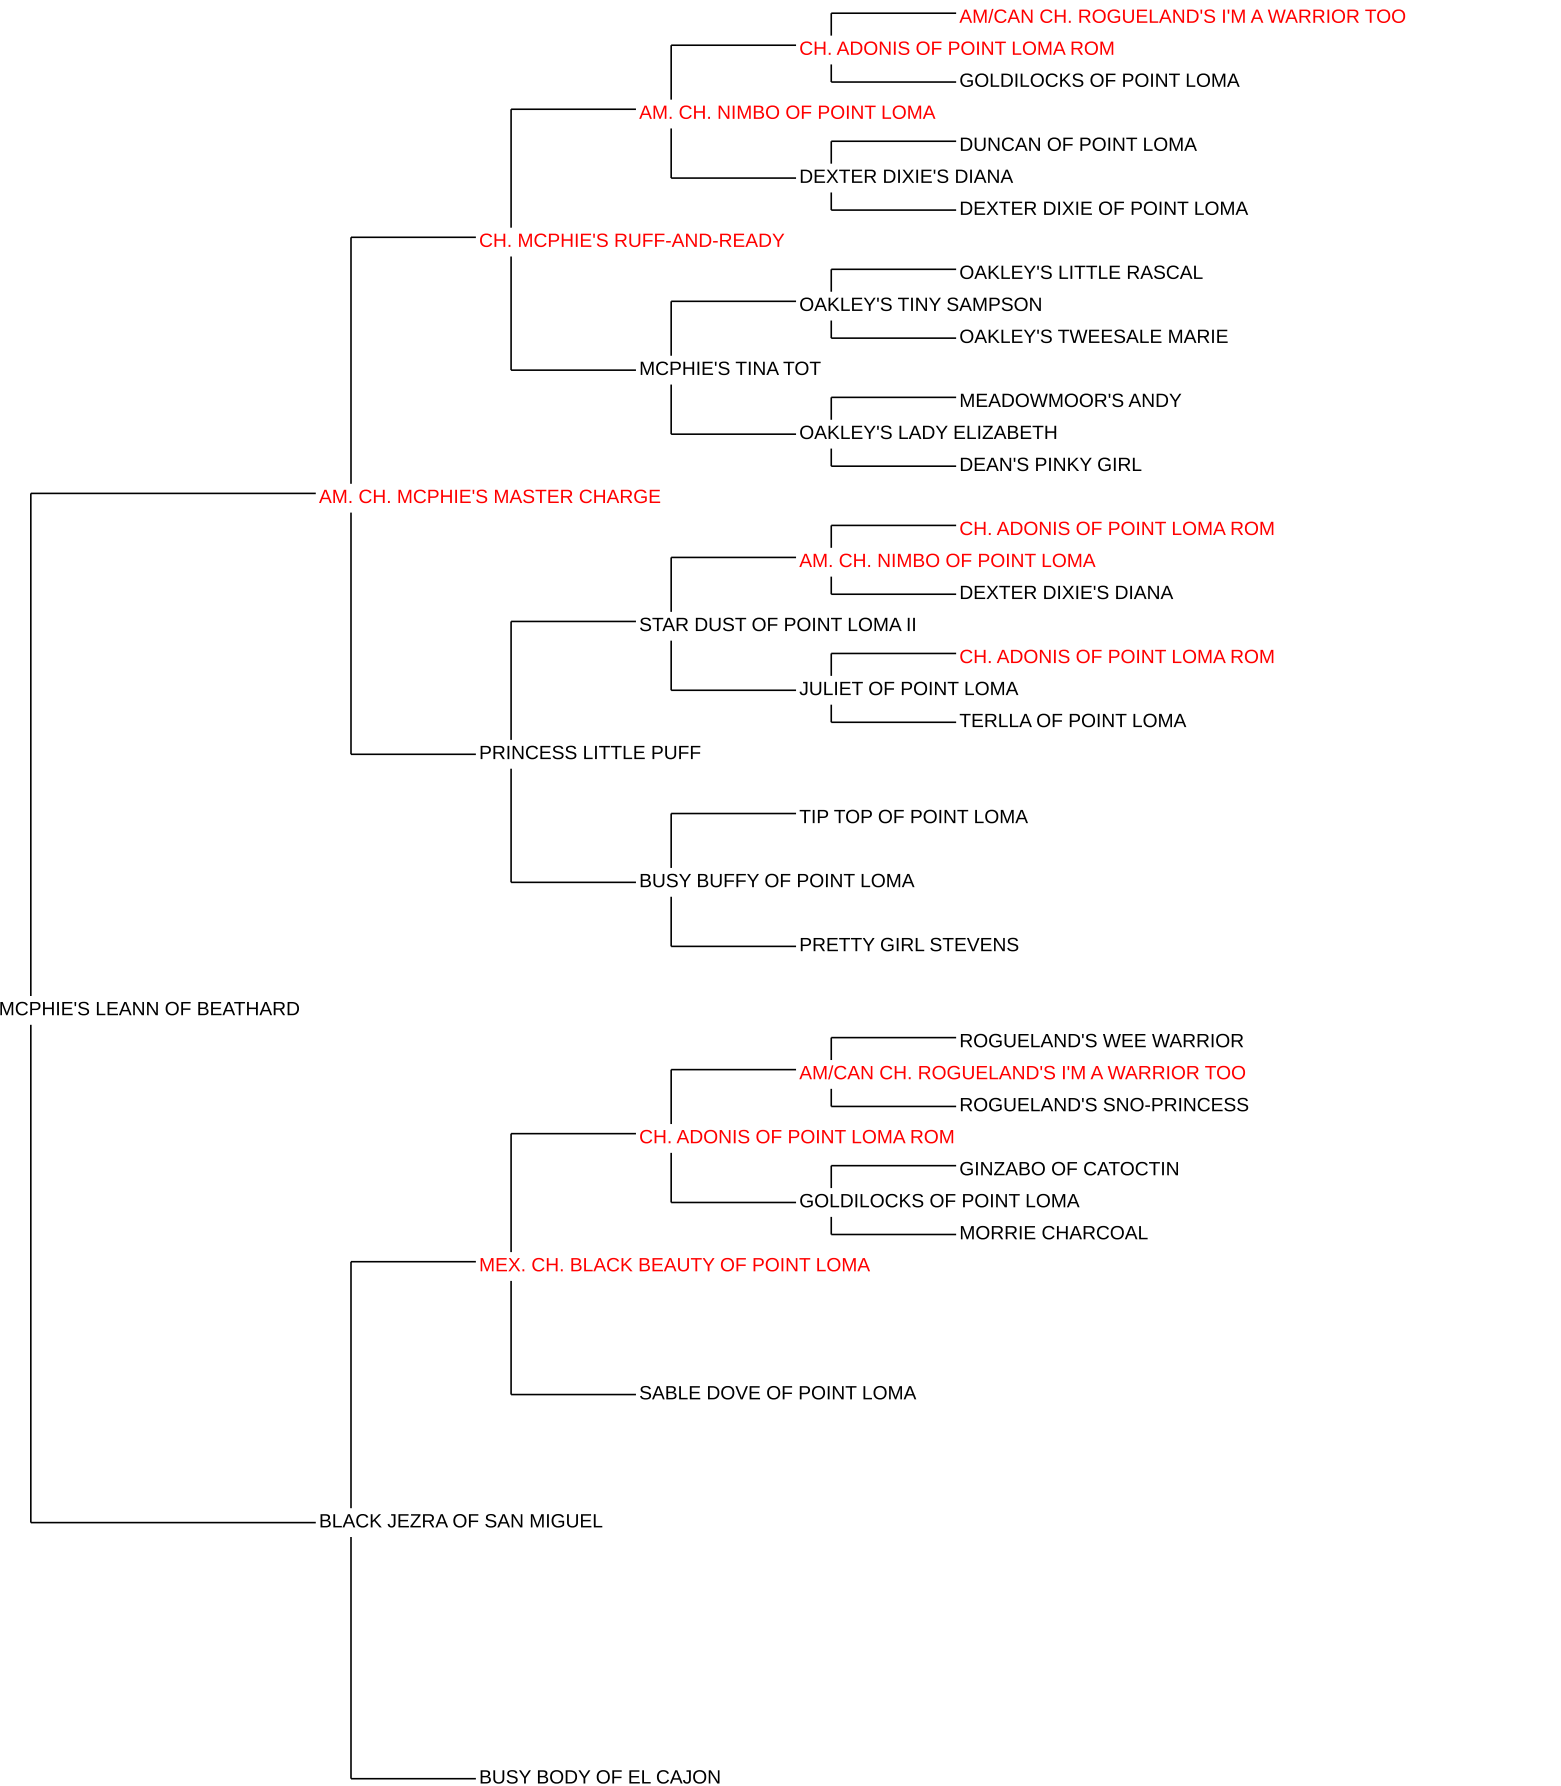 AM/CAN CH. ROGUELAND'S I'M A WARRIOR TOO
CH. ADONIS OF POINT LOMA ROM
GOLDILOCKS OF POINT LOMA
AM. CH. NIMBO OF POINT LOMA
DUNCAN OF POINT LOMA
DEXTER DIXIE'S DIANA
DEXTER DIXIE OF POINT LOMA
CH. MCPHIE'S RUFF-AND-READY
OAKLEY'S LITTLE RASCAL
OAKLEY'S TINY SAMPSON
OAKLEY'S TWEESALE MARIE
MCPHIE'S TINA TOT
MEADOWMOOR'S ANDY
OAKLEY'S LADY ELIZABETH
DEAN'S PINKY GIRL
AM. CH. MCPHIE'S MASTER CHARGE
CH. ADONIS OF POINT LOMA ROM
AM. CH. NIMBO OF POINT LOMA
DEXTER DIXIE'S DIANA
STAR DUST OF POINT LOMA II
CH. ADONIS OF POINT LOMA ROM
JULIET OF POINT LOMA
TERLLA OF POINT LOMA
PRINCESS LITTLE PUFF
TIP TOP OF POINT LOMA
BUSY BUFFY OF POINT LOMA
PRETTY GIRL STEVENS
MCPHIE'S LEANN OF BEATHARD
ROGUELAND'S WEE WARRIOR
AM/CAN CH. ROGUELAND'S I'M A WARRIOR TOO
ROGUELAND'S SNO-PRINCESS
CH. ADONIS OF POINT LOMA ROM
GINZABO OF CATOCTIN
GOLDILOCKS OF POINT LOMA
MORRIE CHARCOAL
MEX. CH. BLACK BEAUTY OF POINT LOMA
SABLE DOVE OF POINT LOMA
BLACK JEZRA OF SAN MIGUEL
BUSY BODY OF EL CAJON